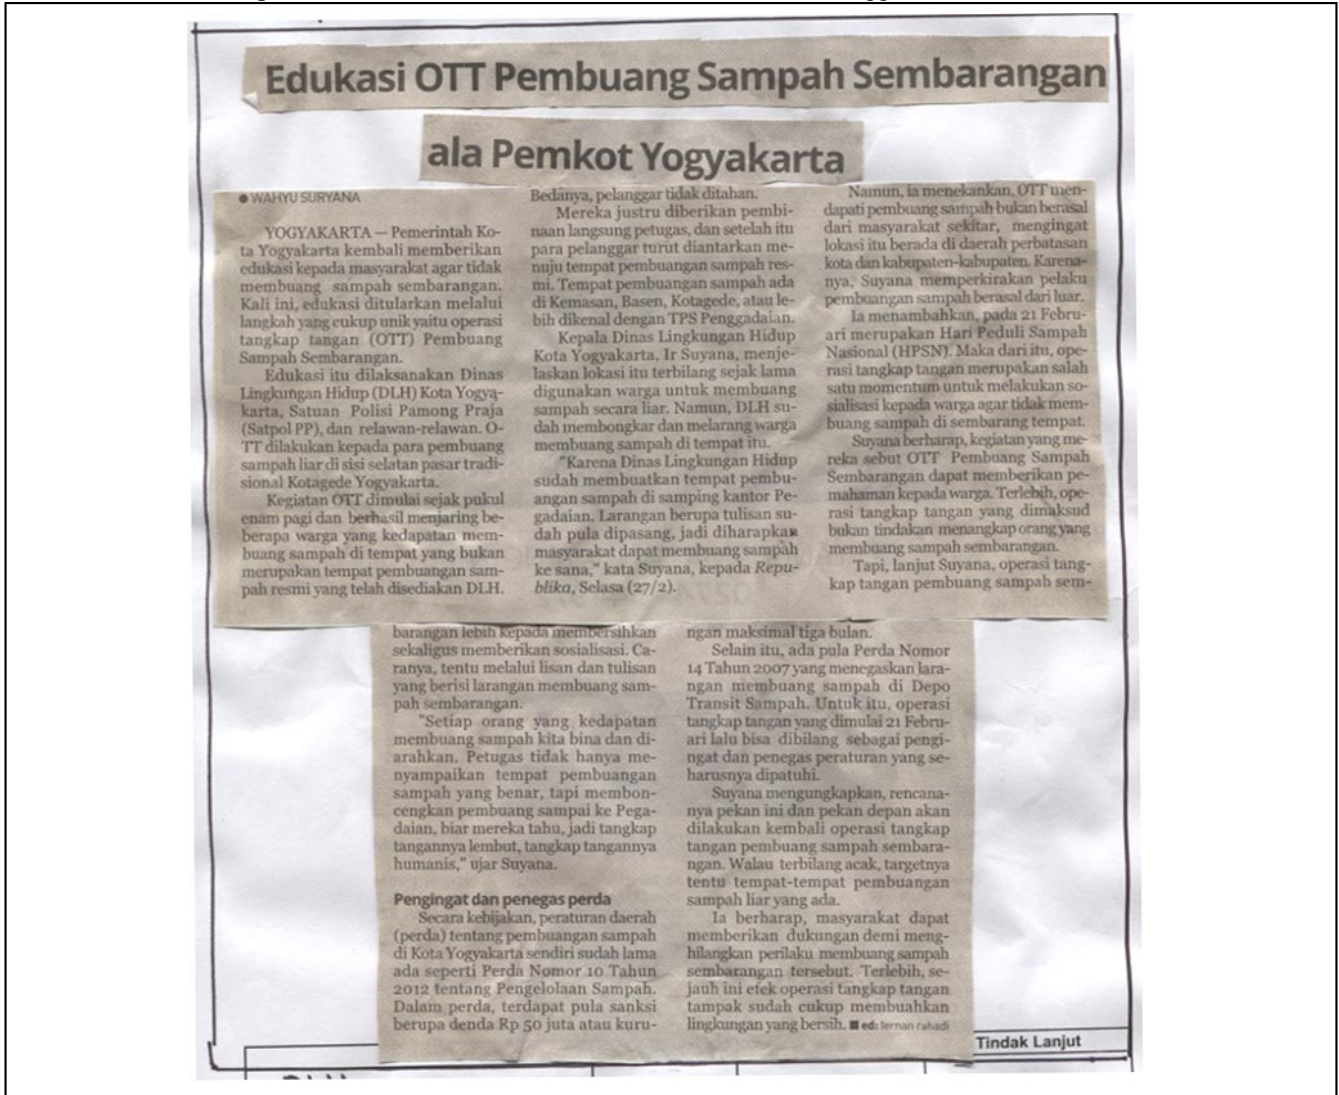 Edukasi OTT Pembuang Sampah Sembarangan
ala Pemkot Yogyakarta
● WAHYU SURYANA
YOGYAKARTA — Pemerintah Ko-
ta Yogyakarta kembali memberikan
edukasi kepada masyarakat agar tidak
membuang sampah sembarangan.
Kali ini, edukasi ditularkan melalui
langkah yang cukup unik yaitu operasi
tangkap tangan (OTT) Pembuang
Sampah Sembarangan.
Edukasi itu dilaksanakan Dinas
Lingkungan Hidup (DLH) Kota Yogya-
karta, Satuan Polisi Pamong Praja
(Satpol PP), dan relawan-relawan. O-
TT dilakukan kepada para pembuang
sampah liar di sisi selatan pasar tradi-
sional Kotagede Yogyakarta.
Kegiatan OTT dimulai sejak pukul
enam pagi dan berhasil menjaring be-
berapa warga yang kedapatan mem-
buang sampah di tempat yang bukan
merupakan tempat pembuangan sam-
pah resmi yang telah disediakan DLH.
Bedanya, pelanggar tidak ditahan.
Mereka justru diberikan pembi-
naan langsung petugas, dan setelah itu
para pelanggar turut diantarkan me-
nuju tempat pembuangan sampah res-
mi. Tempat pembuangan sampah ada
di Kemasan, Basen, Kotagede, atau le-
bih dikenal dengan TPS Penggadaian.
Kepala Dinas Lingkungan Hidup
Kota Yogyakarta, Ir Suyana, menje-
laskan lokasi itu terbilang sejak lama
digunakan warga untuk membuang
sampah secara liar. Namun, DLH su-
dah membongkar dan melarang warga
membuang sampah di tempat itu.
"Karena Dinas Lingkungan Hidup
sudah membuatkan tempat pembu-
angan sampah di samping kantor Pe-
gadaian. Larangan berupa tulisan su-
dah pula dipasang, jadi diharapkan
masyarakat dapat membuang sampah
ke sana," kata Suyana, kepada Repu-
blika, Selasa (27/2).
Namun, ia menekankan, OTT men-
dapati pembuang sampah bukan berasal
dari masyarakat sekitar, mengingat
lokasi itu berada di daerah perbatasan
kota dan kabupaten-kabupaten. Karena-
nya, Suyana memperkirakan pelaku
pembuangan sampah berasal dari luar.
Ia menambahkan, pada 21 Febru-
ari merupakan Hari Peduli Sampah
Nasional (HPSN). Maka dari itu, ope-
rasi tangkap tangan merupakan salah
satu momentum untuk melakukan so-
sialisasi kepada warga agar tidak mem-
buang sampah di sembarang tempat.
Suyana berharap, kegiatan yang me-
reka sebut OTT Pembuang Sampah
Sembarangan dapat memberikan pe-
mahaman kepada warga. Terlebih, ope-
rasi tangkap tangan yang dimaksud
bukan tindakan menangkap orang yang
membuang sampah sembarangan.
Tapi, lanjut Suyana, operasi tang-
kap tangan pembuang sampah sem-
barangan lebih kepada membersihkan
sekaligus memberikan sosialisasi. Ca-
ranya, tentu melalui lisan dan tulisan
yang berisi larangan membuang sam-
pah sembarangan.
"Setiap orang yang kedapatan
membuang sampah kita bina dan di-
arahkan. Petugas tidak hanya me-
nyampaikan tempat pembuangan
sampah yang benar, tapi membon-
cengkan pembuang sampai ke Pega-
daian, biar mereka tahu, jadi tangkap
tangannya lembut, tangkap tangannya
humanis," ujar Suyana.
Pengingat dan penegas perda
Secara kebijakan, peraturan daerah
(perda) tentang pembuangan sampah
di Kota Yogyakarta sendiri sudah lama
ada seperti Perda Nomor 10 Tahun
2012 tentang Pengelolaan Sampah.
Dalam perda, terdapat pula sanksi
berupa denda Rp 50 juta atau kuru-
ngan maksimal tiga bulan.
Selain itu, ada pula Perda Nomor
14 Tahun 2007 yang menegaskan lara-
ngan membuang sampah di Depo
Transit Sampah. Untuk itu, operasi
tangkap tangan yang dimulai 21 Febru-
ari lalu bisa dibilang sebagai pengi-
ngat dan penegas peraturan yang se-
harusnya dipatuhi.
Suyana mengungkapkan, rencana-
nya pekan ini dan pekan depan akan
dilakukan kembali operasi tangkap
tangan pembuang sampah sembara-
ngan. Walau terbilang acak, targetnya
tentu tempat-tempat pembuangan
sampah liar yang ada.
Ia berharap, masyarakat dapat
memberikan dukungan demi meng-
hilangkan perilaku membuang sampah
sembarangan tersebut. Terlebih, se-
jauh ini efek operasi tangkap tangan
tampak sudah cukup membuahkan
lingkungan yang bersih. ■ ed: fernan rahadi
Tindak Lanjut